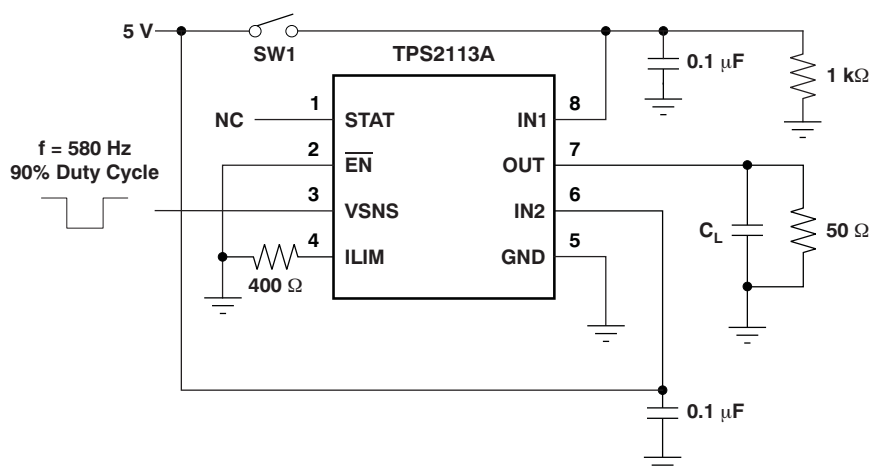 5 V
SW1
TPS2113A
0.1 μF
1 kΩ
NC
1
STAT
IN1
8
f = 580 Hz
90% Duty Cycle
2
EN
OUT
7
3
VSNS
IN2
6
CL
50 Ω
4
ILIM
GND
5
400 Ω
0.1 μF